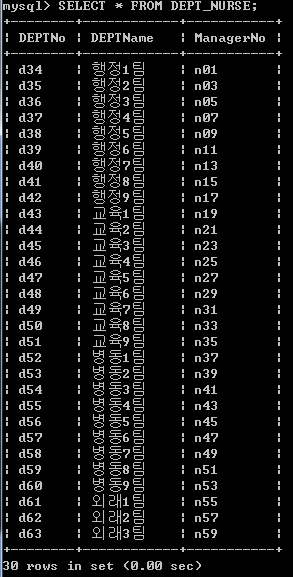 mysql> SELECT * FROM DEPT_NURSE;
+--------+----------+-----------+
| DEPTNo | DEPTName | ManagerNo |
+--------+----------+-----------+
| d34 | 행정1팀 | n01 |
| d35 | 행정2팀 | n03 |
| d36 | 행정3팀 | n05 |
| d37 | 행정4팀 | n07 |
| d38 | 행정5팀 | n09 |
| d39 | 행정6팀 | n11 |
| d40 | 행정7팀 | n13 |
| d41 | 행정8팀 | n15 |
| d42 | 행정9팀 | n17 |
| d43 | 교육1팀 | n19 |
| d44 | 교육2팀 | n21 |
| d45 | 교육3팀 | n23 |
| d46 | 교육4팀 | n25 |
| d47 | 교육5팀 | n27 |
| d48 | 교육6팀 | n29 |
| d49 | 교육7팀 | n31 |
| d50 | 교육8팀 | n33 |
| d51 | 교육9팀 | n35 |
| d52 | 병동1팀 | n37 |
| d53 | 병동2팀 | n39 |
| d54 | 병동3팀 | n41 |
| d55 | 병동4팀 | n43 |
| d56 | 병동5팀 | n45 |
| d57 | 병동6팀 | n47 |
| d58 | 병동7팀 | n49 |
| d59 | 병동8팀 | n51 |
| d60 | 병동9팀 | n53 |
| d61 | 외래1팀 | n55 |
| d62 | 외래2팀 | n57 |
| d63 | 외래3팀 | n59 |
+--------+----------+-----------+
30 rows in set (0.00 sec)